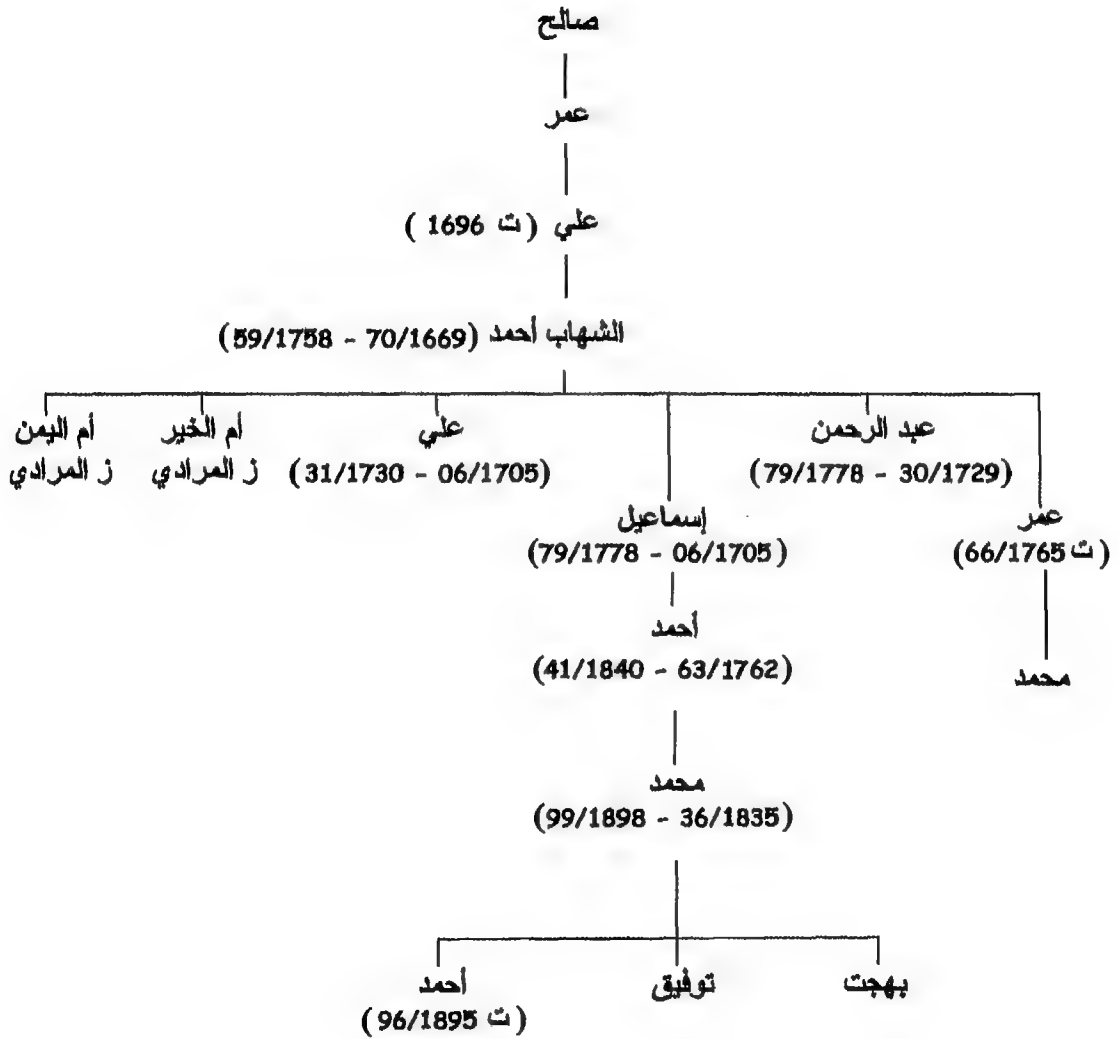 صالح
عمر
علي ( ت 1696 )
الشهاب أحمد (70/1669 - 59/1758)
عبد الرحمن
(30/1729 - 79/1778)
علي
(06/1705 - 31/1730)
أم الخير
ز المرادي
أم اليمن
ز المرادي
عمر
( ت 66/1765)
إسماعيل
(06/1705 - 79/1778)
أحمد
(63/1762 - 41/1840)
محمد
محمد
(36/1835 - 99/1898)
بهجت
توفيق
أحمد
( ت 96/1895)